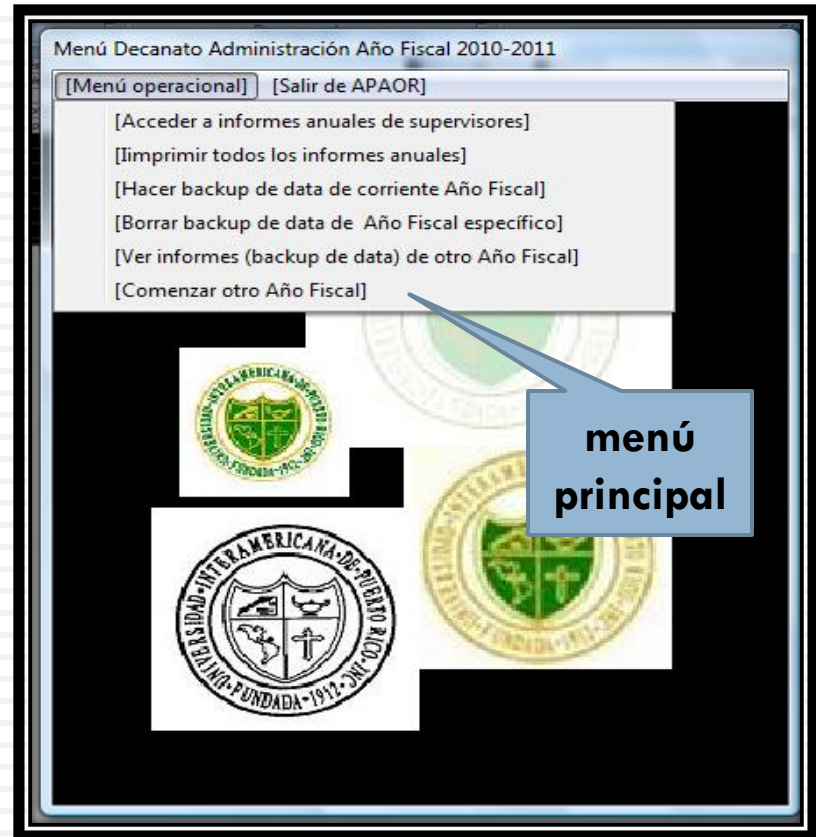 Menú Decanato Administración Año Fiscal 2010-2011
[Menú operacional] [Salir de APAOR]
[Acceder a informes anuales de supervisores]
[Iimprimir todos los informes anuales]
[Hacer backup de data de corriente Año Fiscal]
[Borrar backup de data de Año Fiscal específico]
[Ver informes (backup de data) de otro Año Fiscal]
[Comenzar otro Año Fiscal]
menú
principal
UNIVERSIDAD·INTERAMERICANA·DE·PUERTO RICO·INC·
FUNDADA·1912